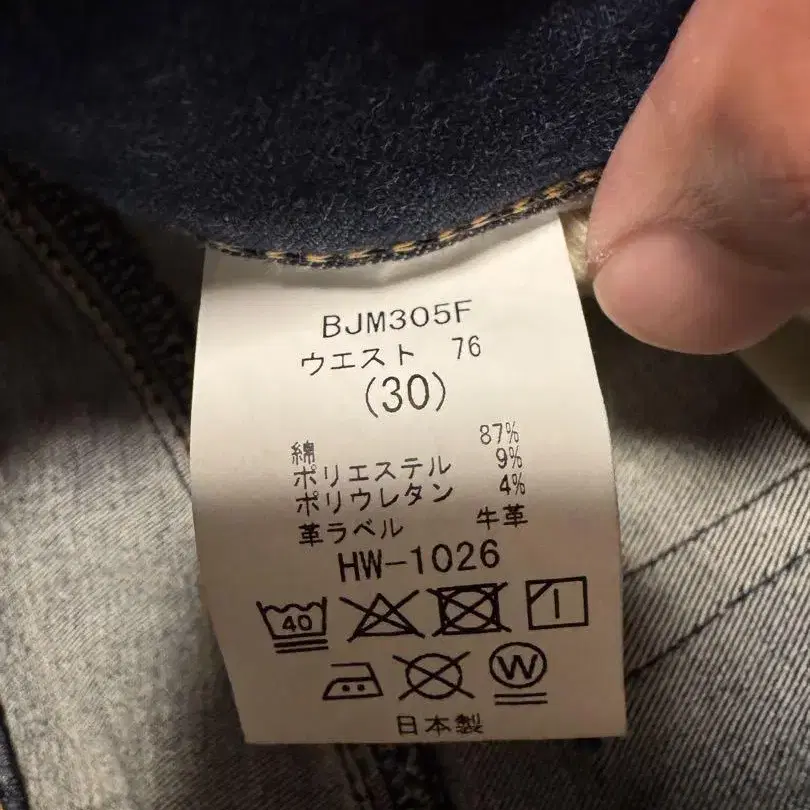 BJM305F
ウエスト 76
(30)
綿 87%
ポリエステル 9%
ポリウレタン 4%
革ラベル 牛革
HW-1026
40
W
日本製